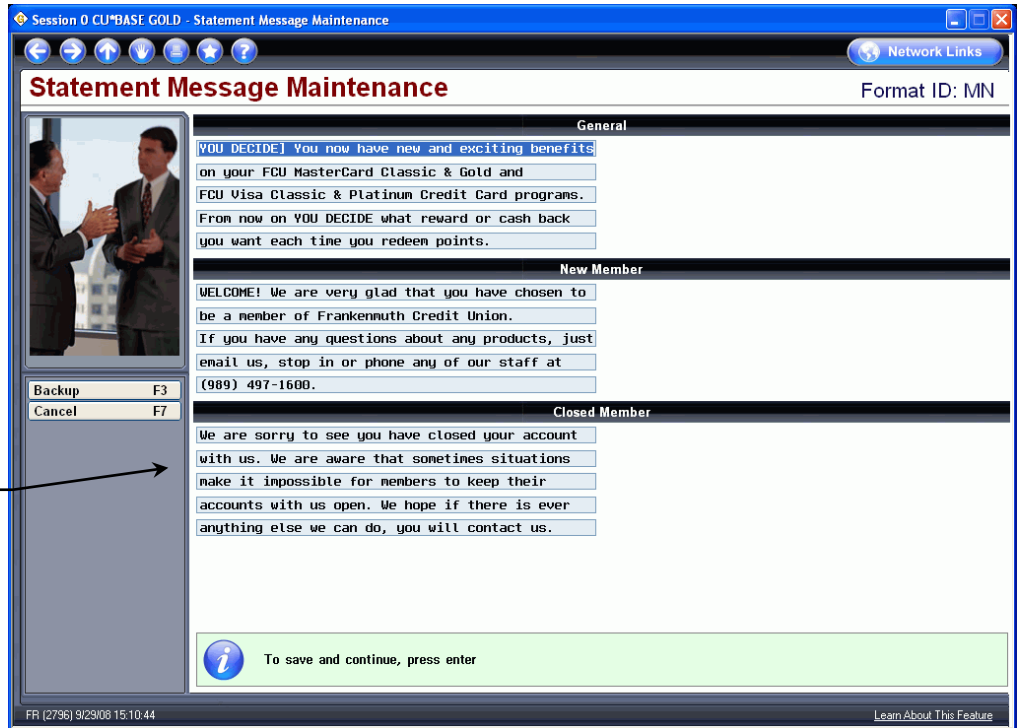 Session 0 CU*BASE GOLD - Statement Message Maintenance
Network Links
Statement Message Maintenance
Format ID: MN
General
YOU DECIDE] You now have new and exciting benefits
on your FCU MasterCard Classic & Gold and
FCU Visa Classic & Platinum Credit Card programs.
From now on YOU DECIDE what reward or cash back
you want each time you redeem points.
New Member
WELCOME! We are very glad that you have chosen to
be a member of Frankenmuth Credit Union.
If you have any questions about any products, just
email us, stop in or phone any of our staff at
(989) 497-1600.
Backup F3
Cancel F7
Closed Member
We are sorry to see you have closed your account
with us. We are aware that sometimes situations
make it impossible for members to keep their
accounts with us open. We hope if there is ever
anything else we can do, you will contact us.
To save and continue, press enter
FR (2796) 9/29/08 15:10:44
Learn About This Feature